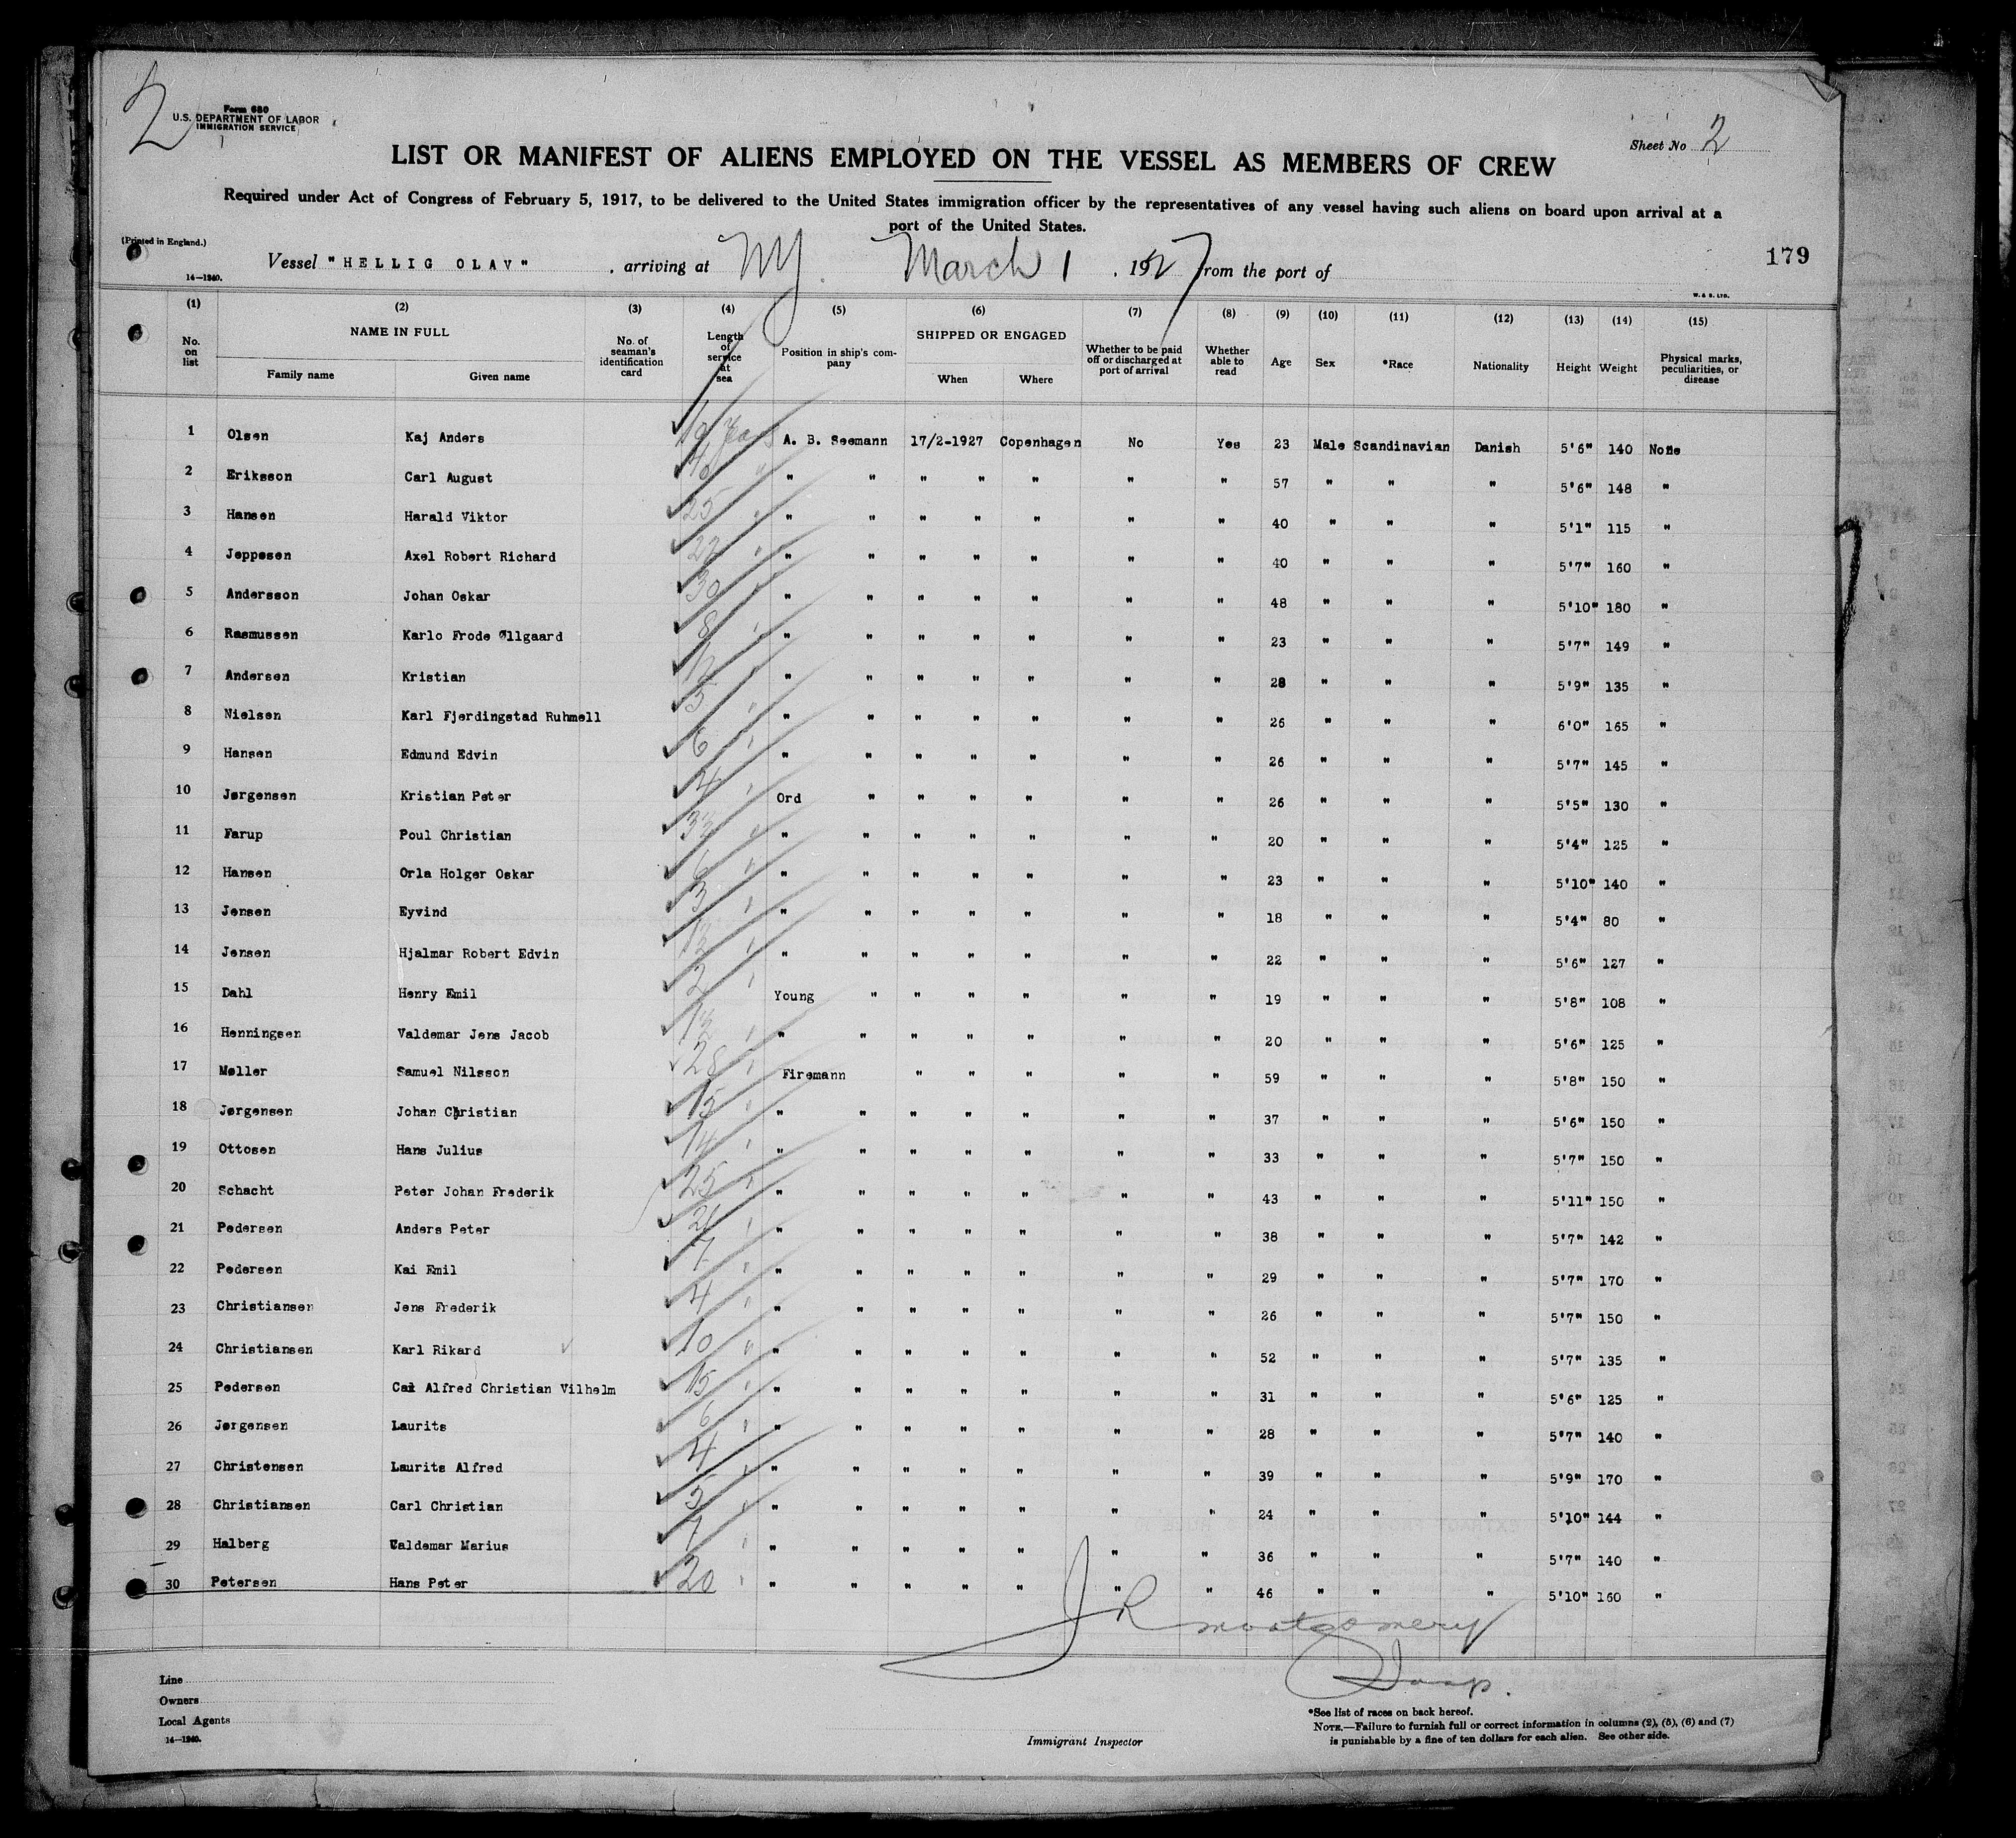 2
Form 680
U.S. DEPARTMENT OF LABOR
IMMIGRATION SERVICE
Sheet No 2
LIST OR MANIFEST OF ALIENS EMPLOYED ON THE VESSEL AS MEMBERS OF CREW
Required under Act of Congress of February 5, 1917, to be delivered to the United States immigration officer by the representatives of any vessel having such aliens on board upon arrival at a
port of the United States.
(Printed in England.)
179
Vessel "HELLIG OLAV" , arriving at NY. March 1 , 1927 from the port of
14—1240.
W. & S. LTD.
(1) (2) (3) (4) (5) (6) (7) (8) (9) (10) (11) (12) (13) (14) (15)
No. on list NAME IN FULL Family name Given name No. of seaman's identification card Length of service at sea Position in ship's company SHIPPED OR ENGAGED When Where Whether to be paid off or discharged at port of arrival Whether able to read Age Sex *Race Nationality Height Weight Physical marks, peculiarities, or disease
1 Olsen Kaj Anders A. B. Seemann 17/2-1927 Copenhagen No Yes 23 Male Scandinavian Danish 5'6" 140 None
2 Eriksson Carl August " " " " " " " 57 " " " 5'6" 148 "
3 Hansen Harald Viktor 25 " " " " " " " " 40 " " " 5'1" 115 "
4 Jeppesen Axel Robert Richard 22 " " " " " " " " 40 " " " 5'7" 160 "
5 Andersson Johan Oskar 30 " " " " " " " " 48 " " " 5'10" 180 "
6 Rasmussen Karlo Frode Ollgaard 8 " " " " " " " " 23 " " " 5'7" 149 "
7 Andersen Kristian 12 " " " " " " " " 28 " " " 5'9" 135 "
8 Nielsen Karl Fjerdingstad Ruhmell 5 " " " " " " " " 26 " " " 6'0" 165 "
9 Hansen Edmund Edvin 6 " " " " " " " " 26 " " " 5'7" 145 "
10 Jørgensen Kristian Peter 4 " Ord " " " " " " 26 " " " 5'5" 130 "
11 Farup Poul Christian " " " " " " " " 20 " " " 5'4" 125 "
12 Hansen Orla Holger Oskar 6 " " " " " " " " 23 " " " 5'10" 140 "
13 Jensen Eyvind 3 " " " " " " " " 18 " " " 5'4" 80 "
14 Jensen Hjalmar Robert Edvin " " " " " " " " 22 " " " 5'6" 127 "
15 Dahl Henry Emil 2 " Young " " " " " " 19 " " " 5'8" 108 "
16 Henningsen Valdemar Jens Jacob " " " " " " " " 20 " " " 5'6" 125 "
17 Møller Samuel Nilsson 28 " Firemann " " " " " 59 " " " 5'8" 150 "
18 Jørgensen Johan Christian 15 " " " " " " " " 37 " " " 5'6" 150 "
19 Ottosen Hans Julius 14 " " " " " " " " 33 " " " 5'7" 150 "
20 Schacht Peter Johan Frederik 25 " " " " " " " " 43 " " " 5'11" 150 "
21 Pedersen Anders Peter " " " " " " " " 38 " " " 5'7" 142 "
22 Pedersen Kai Emil 7 " " " " " " " " 29 " " " 5'7" 170 "
23 Christiansen Jens Frederik 4 " " " " " " " " 26 " " " 5'7" 150 "
24 Christiansen Karl Rikard 10 " " " " " " " " 52 " " " 5'7" 135 "
25 Pedersen Cai Alfred Christian Vilhelm 15 " " " " " " " " 31 " " " 5'6" 125 "
26 Jørgensen Laurits 6 " " " " " " " " 28 " " " 5'7" 140 "
27 Christensen Laurits Alfred 4 " " " " " " " " 39 " " " 5'9" 170 "
28 Christiansen Carl Christian 5 " " " " " " " " 24 " " " 5'10" 144 "
29 Halberg Valdemar Marius 7 " " " " " " " " 36 " " " 5'7" 140 "
30 Petersen Hans Peter 20 " " " " " " " " 46 " " " 5'10" 160 "
J R Montgomery
Line
Owners
Local Agents
14—1240.
Immigrant Inspector
*See list of races on back hereof.
NOTE.—Failure to furnish full or correct information in columns (2), (5), (6) and (7)
is punishable by a fine of ten dollars for each alien. See other side.